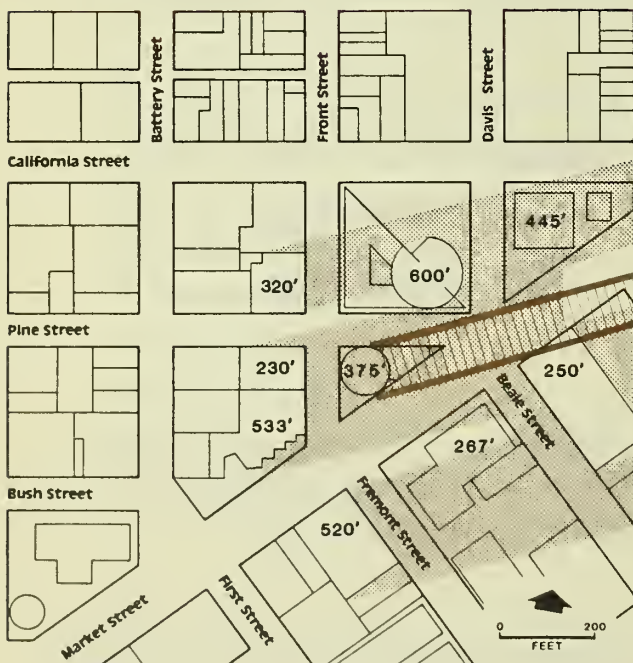 Battery Street
Front Street
Davis Street
California Street
445'
600'
320'
Pine Street
230'
375'
250'
533'
Beale Street
267'
Bush Street
520'
Fremont Street
First Street
Market Street
0 200
FEET